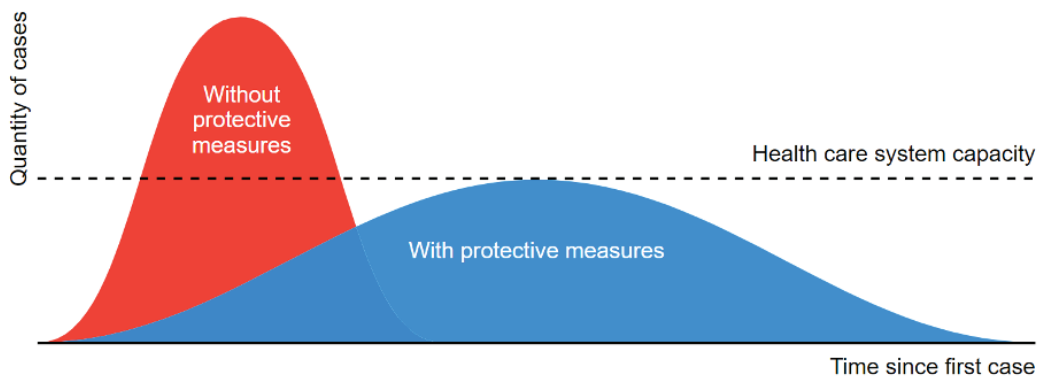 Quantity of cases
Without
protective
measures
Health care system capacity
With protective measures
Time since first case